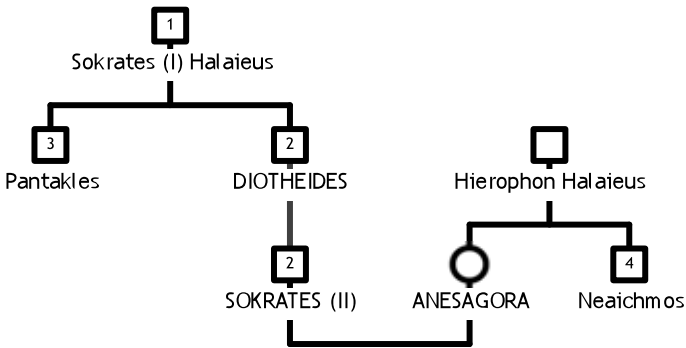 1
Sokrates (I) Halaieus
3
2
Pantakles
DIOTHEIDES
Hierophon Halaieus
2
4
SOKRATES (II)
ANESAGORA
Neaichmos